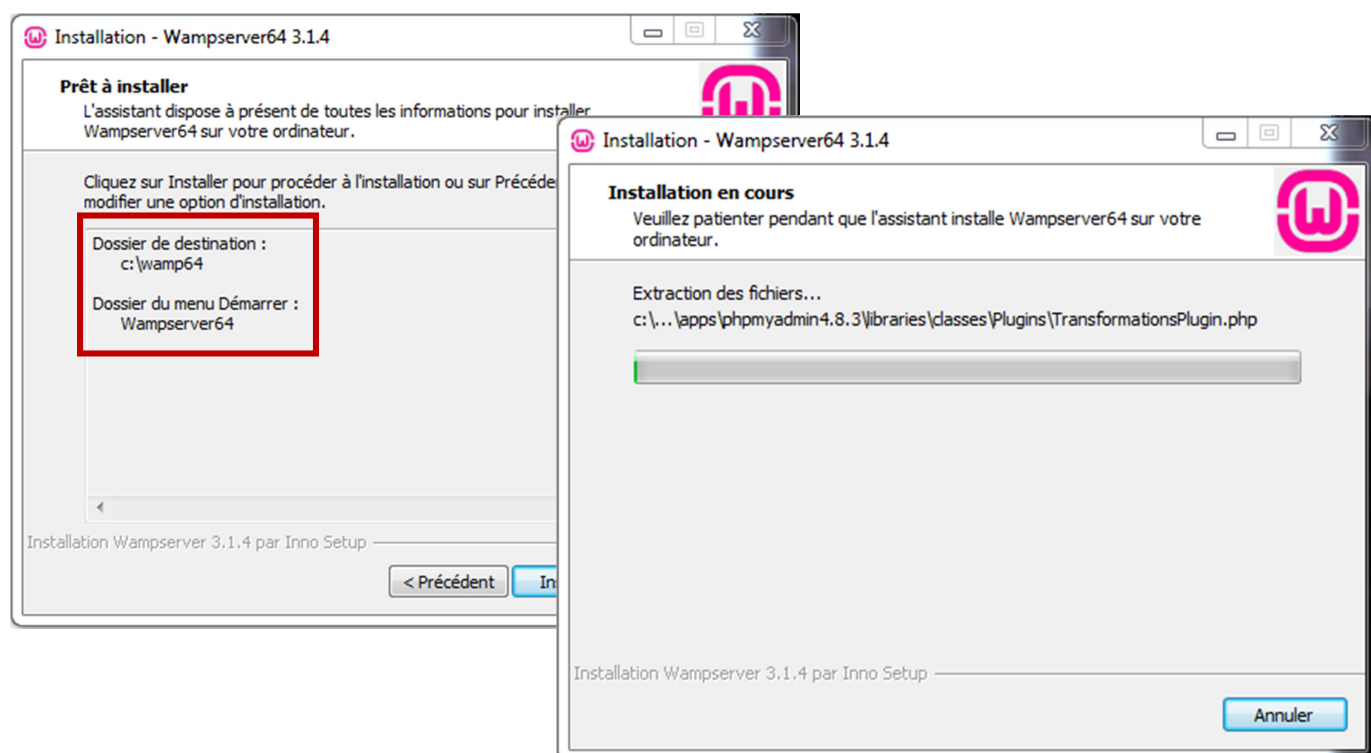 Installation - Wampserver64 3.1.4
Prêt à installer
L'assistant dispose à présent de toutes les informations pour installer
Wampserver64 sur votre ordinateur.
Cliquez sur Installer pour procéder à l'installation ou sur
modifier une option d'installation.
Dossier de destination :
c:\wamp64
Dossier du menu Démarrer :
Wampserver64
Installation Wampserver 3.1.4 par Inno Setup
< Précédent
Installation - Wampserver64 3.1.4
Installation en cours
Veuillez patienter pendant que l'assistant installe Wampserver64 sur votre
ordinateur.
Extraction des fichiers...
c:\...\apps\phpmyadmin4.8.3\libraries\classes\Plugins\TransformationsPlugin.php
Installation Wampserver 3.1.4 par Inno Setup
Annuler